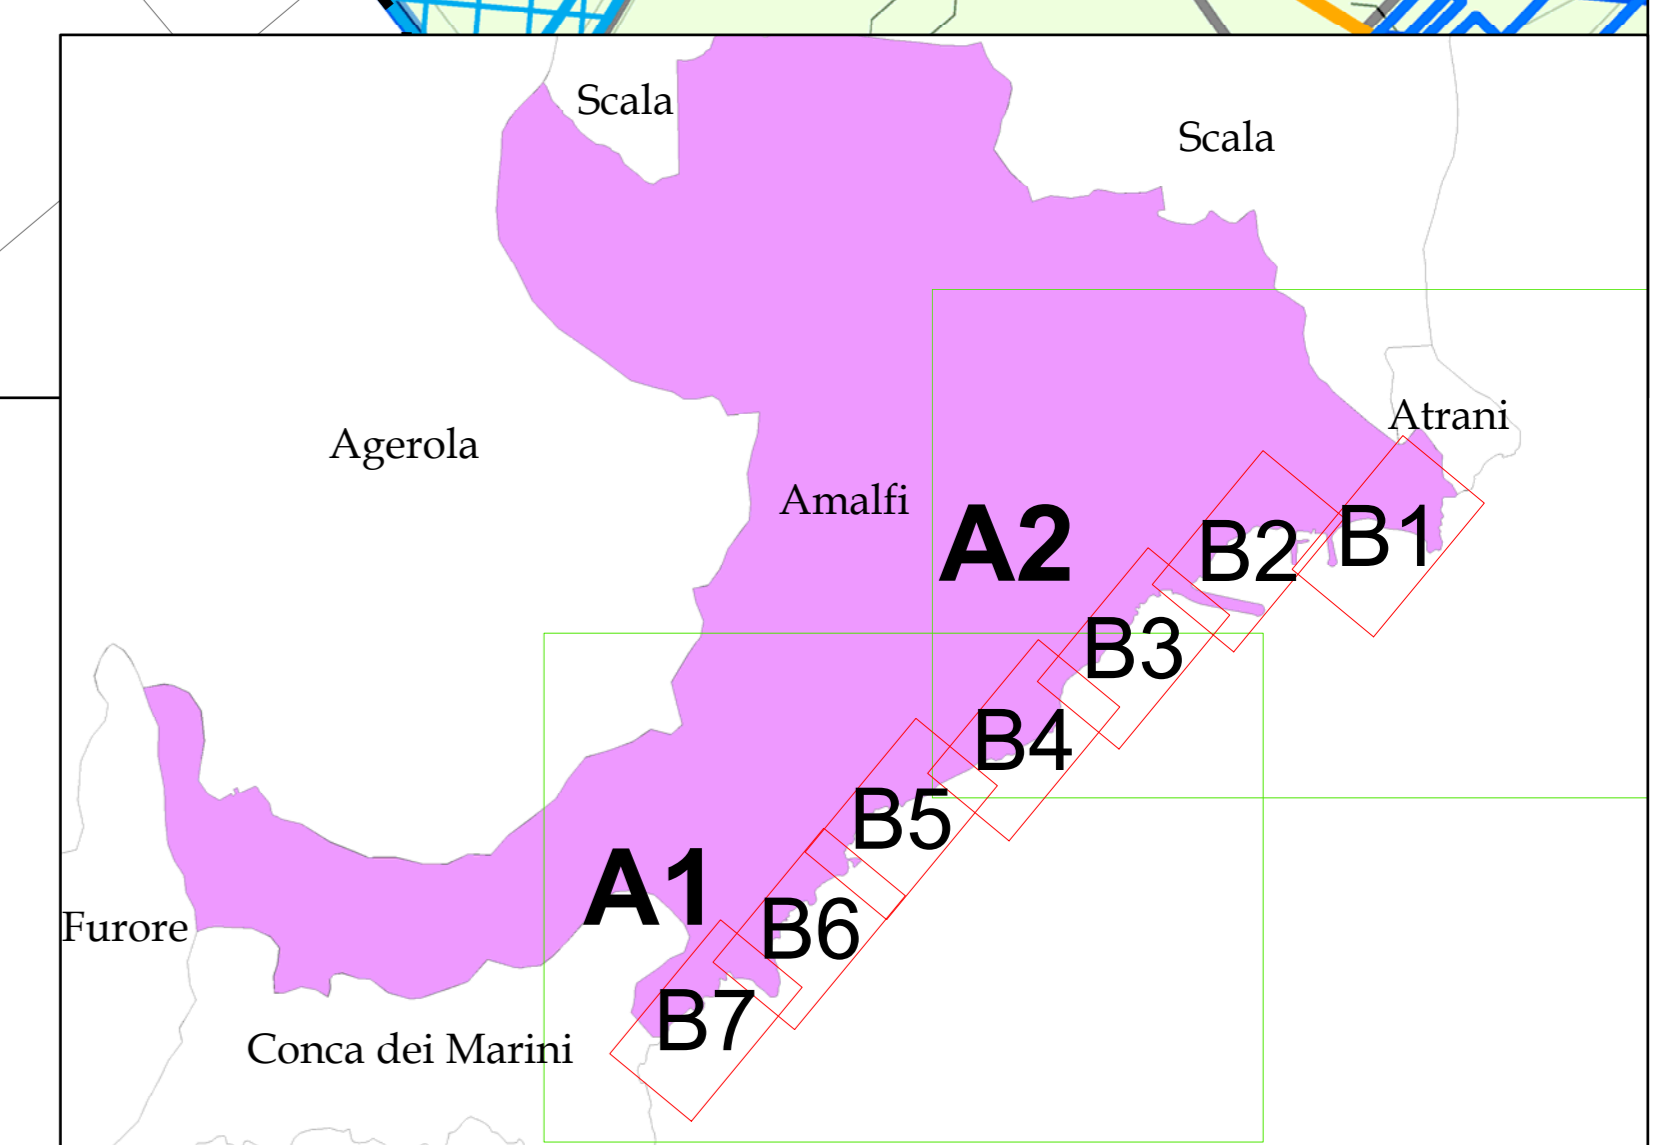 Scala
Scala
Atrani
Agerola
Amalfi
A2
B1
B2
B3
B4
B5
A1
B6
Furore
B7
Conca dei Marini